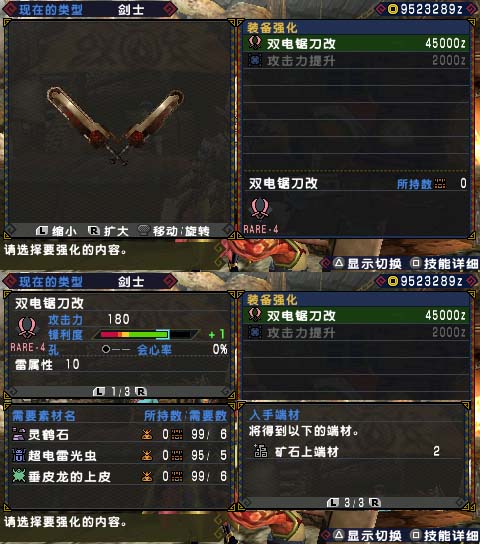 现在的类型 剑士
9523289z
装备强化
双电锯刀改 45000z
攻击力提升 2000z
双电锯刀改 所持数 0
RARE-4
L 缩小 R 扩大 移动/旋转
请选择要强化的内容。
△显示切换 □技能详细
现在的类型 剑士
9523289z
双电锯刀改
攻击力 180
锋利度 +1
RARE-4
孔 ○―― 会心率 0%
雷属性 10
L 1/3 R
装备强化
双电锯刀改 45000z
攻击力提升 2000z
需要素材名 所持数/需要数
灵鹤石 0 99/ 6
超电雷光虫 0 95/ 5
垂皮龙的上皮 0 99/ 6
入手端材
将得到以下的端材。
矿石上端材 2
L 3/3 R
请选择要强化的内容。
△显示切换 □技能详细